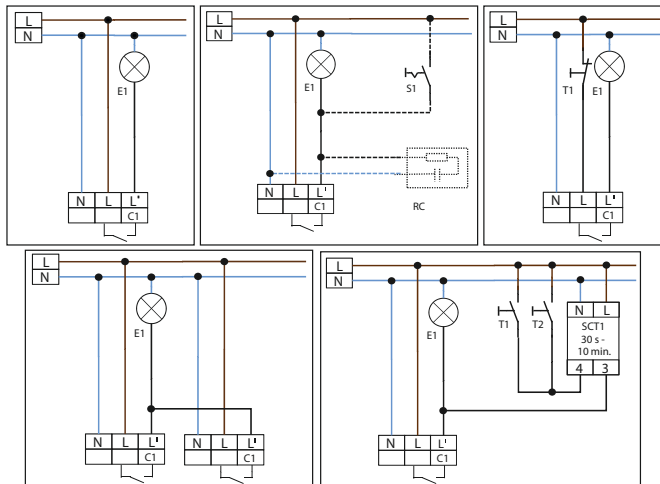 L
N
E1
N L L'
C1
L
N
E1
S1
RC
N L L'
C1
L
N
T1 E1
N L L'
C1
L
N
E1
N L L' N L L'
C1 C1
L
N
E1
T1 T2
N L
SCT1
30 s -
10 min.
4 3
N L L'
C1